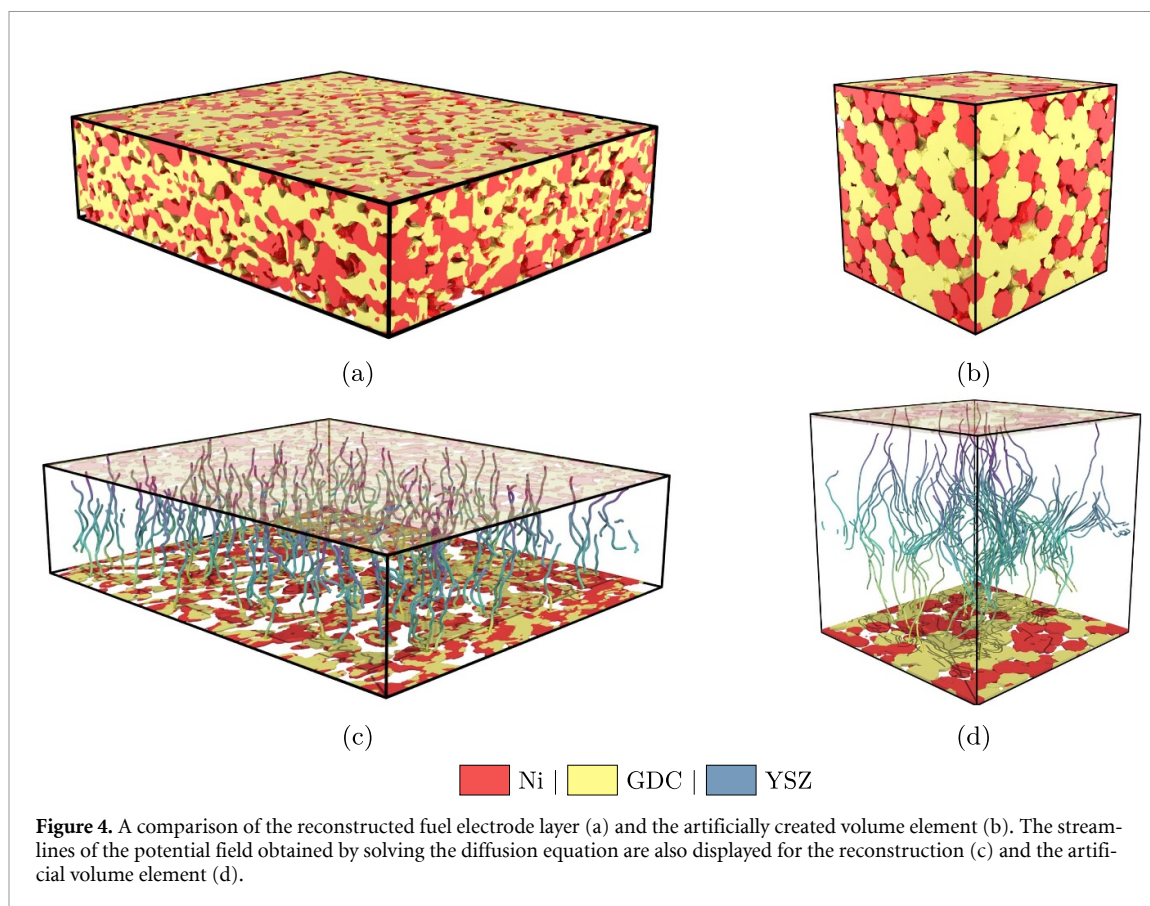 (a)
(b)
(c)
(d)
Ni | GDC | YSZ
Figure 4. A comparison of the reconstructed fuel electrode layer (a) and the artificially created volume element (b). The stream-
lines of the potential field obtained by solving the diffusion equation are also displayed for the reconstruction (c) and the artifi-
cial volume element (d).